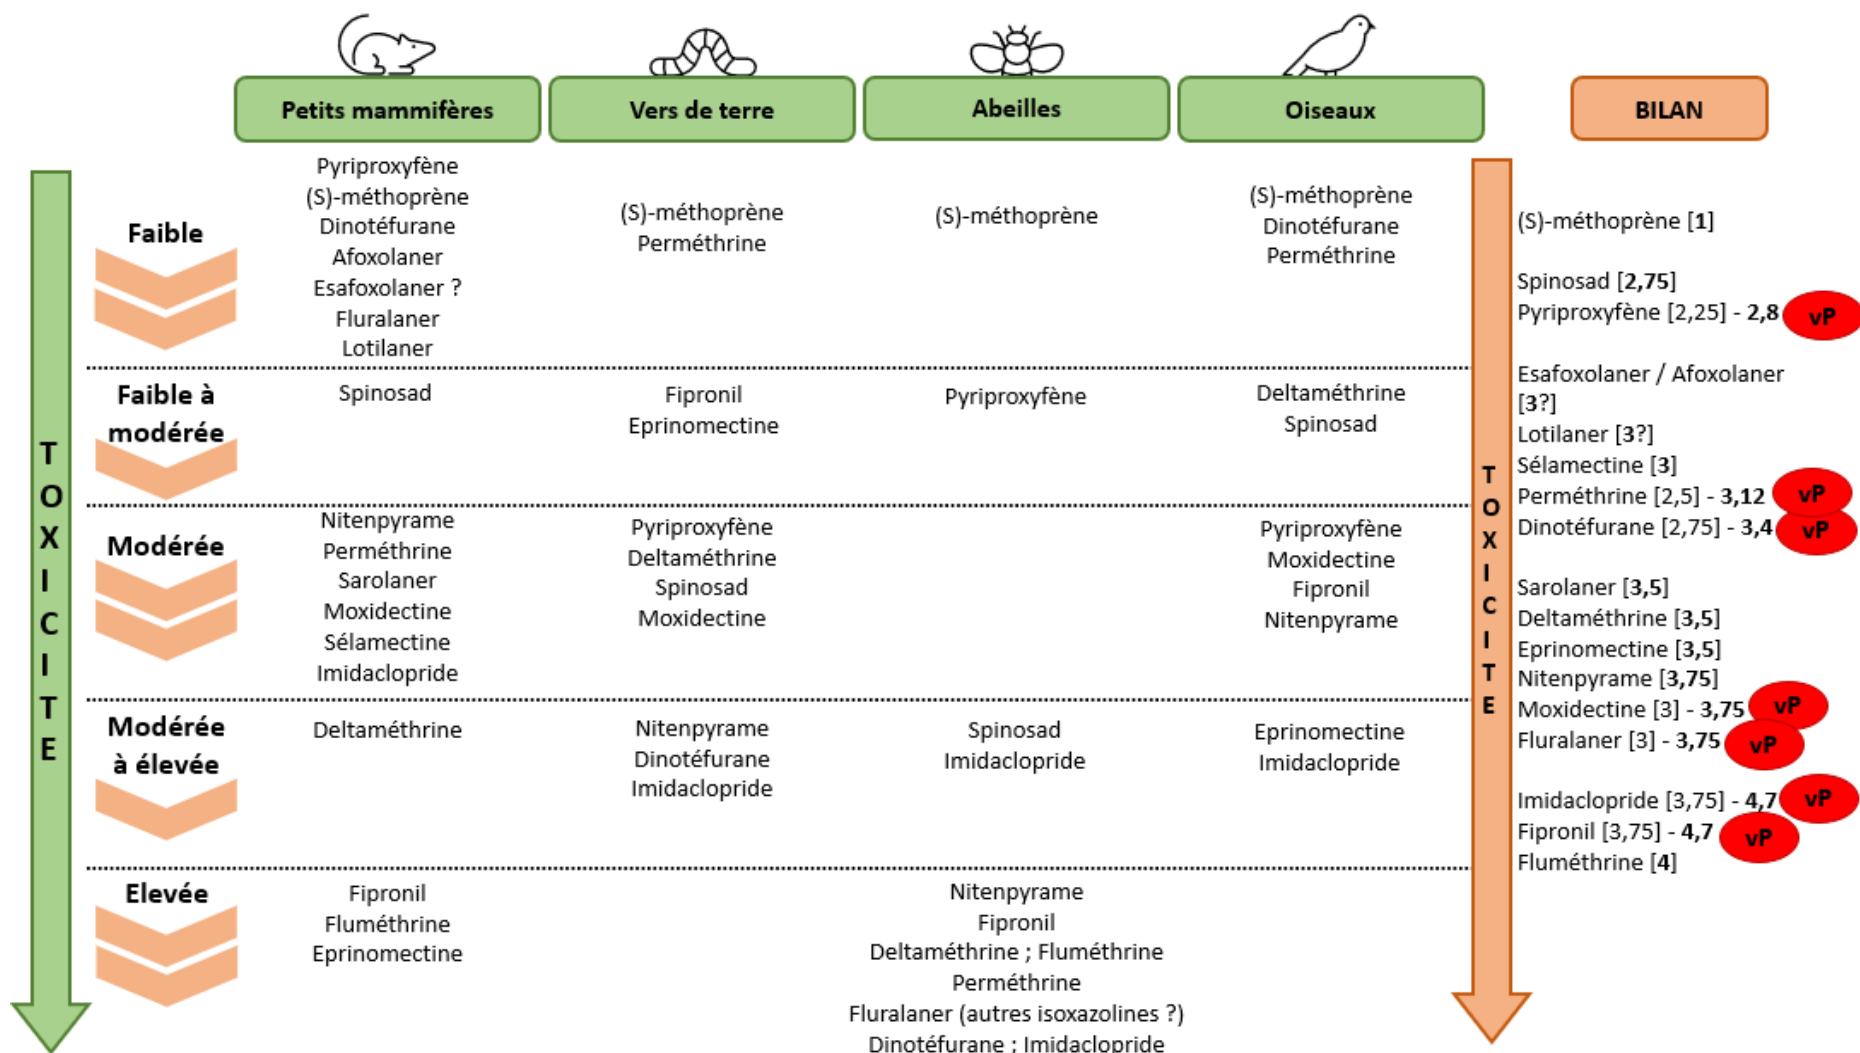 Petits mammifères
Vers de terre
Abeilles
Oiseaux
BILAN
TOXICITE
Faible
Pyriproxyfène
(S)-méthoprène
Dinotéfurane
Afoxolaner
Esafoxolaner ?
Fluralaner
Lotilaner
(S)-méthoprène
Perméthrine
(S)-méthoprène
(S)-méthoprène
Dinotéfurane
Perméthrine
Faible à
modérée
Spinosad
Fipronil
Eprinomectine
Pyriproxyfène
Deltaméthrine
Spinosad
Modérée
Nitenpyrame
Perméthrine
Sarolaner
Moxidectine
Sélamectine
Imidaclopride
Pyriproxyfène
Deltaméthrine
Spinosad
Moxidectine
Pyriproxyfène
Moxidectine
Fipronil
Nitenpyrame
Modérée
à élevée
Deltaméthrine
Nitenpyrame
Dinotéfurane
Imidaclopride
Spinosad
Imidaclopride
Eprinomectine
Imidaclopride
Elevée
Fipronil
Fluméthrine
Eprinomectine
Nitenpyrame
Fipronil
Deltaméthrine ; Fluméthrine
Perméthrine
Fluralaner (autres isoxazolines ?)
Dinotéfurane ; Imidaclopride
TOXICITE
(S)-méthoprène [1]
Spinosad [2,75]
Pyriproxyfène [2,25] - 2,8 vP
Esafoxolaner / Afoxolaner
[3?]
Lotilaner [3?]
Sélamectine [3]
Perméthrine [2,5] - 3,12 vP
Dinotéfurane [2,75] - 3,4 vP
Sarolaner [3,5]
Deltaméthrine [3,5]
Eprinomectine [3,5]
Nitenpyrame [3,75]
Moxidectine [3] - 3,75 vP
Fluralaner [3] - 3,75 vP
Imidaclopride [3,75] - 4,7 vP
Fipronil [3,75] - 4,7 vP
Fluméthrine [4]